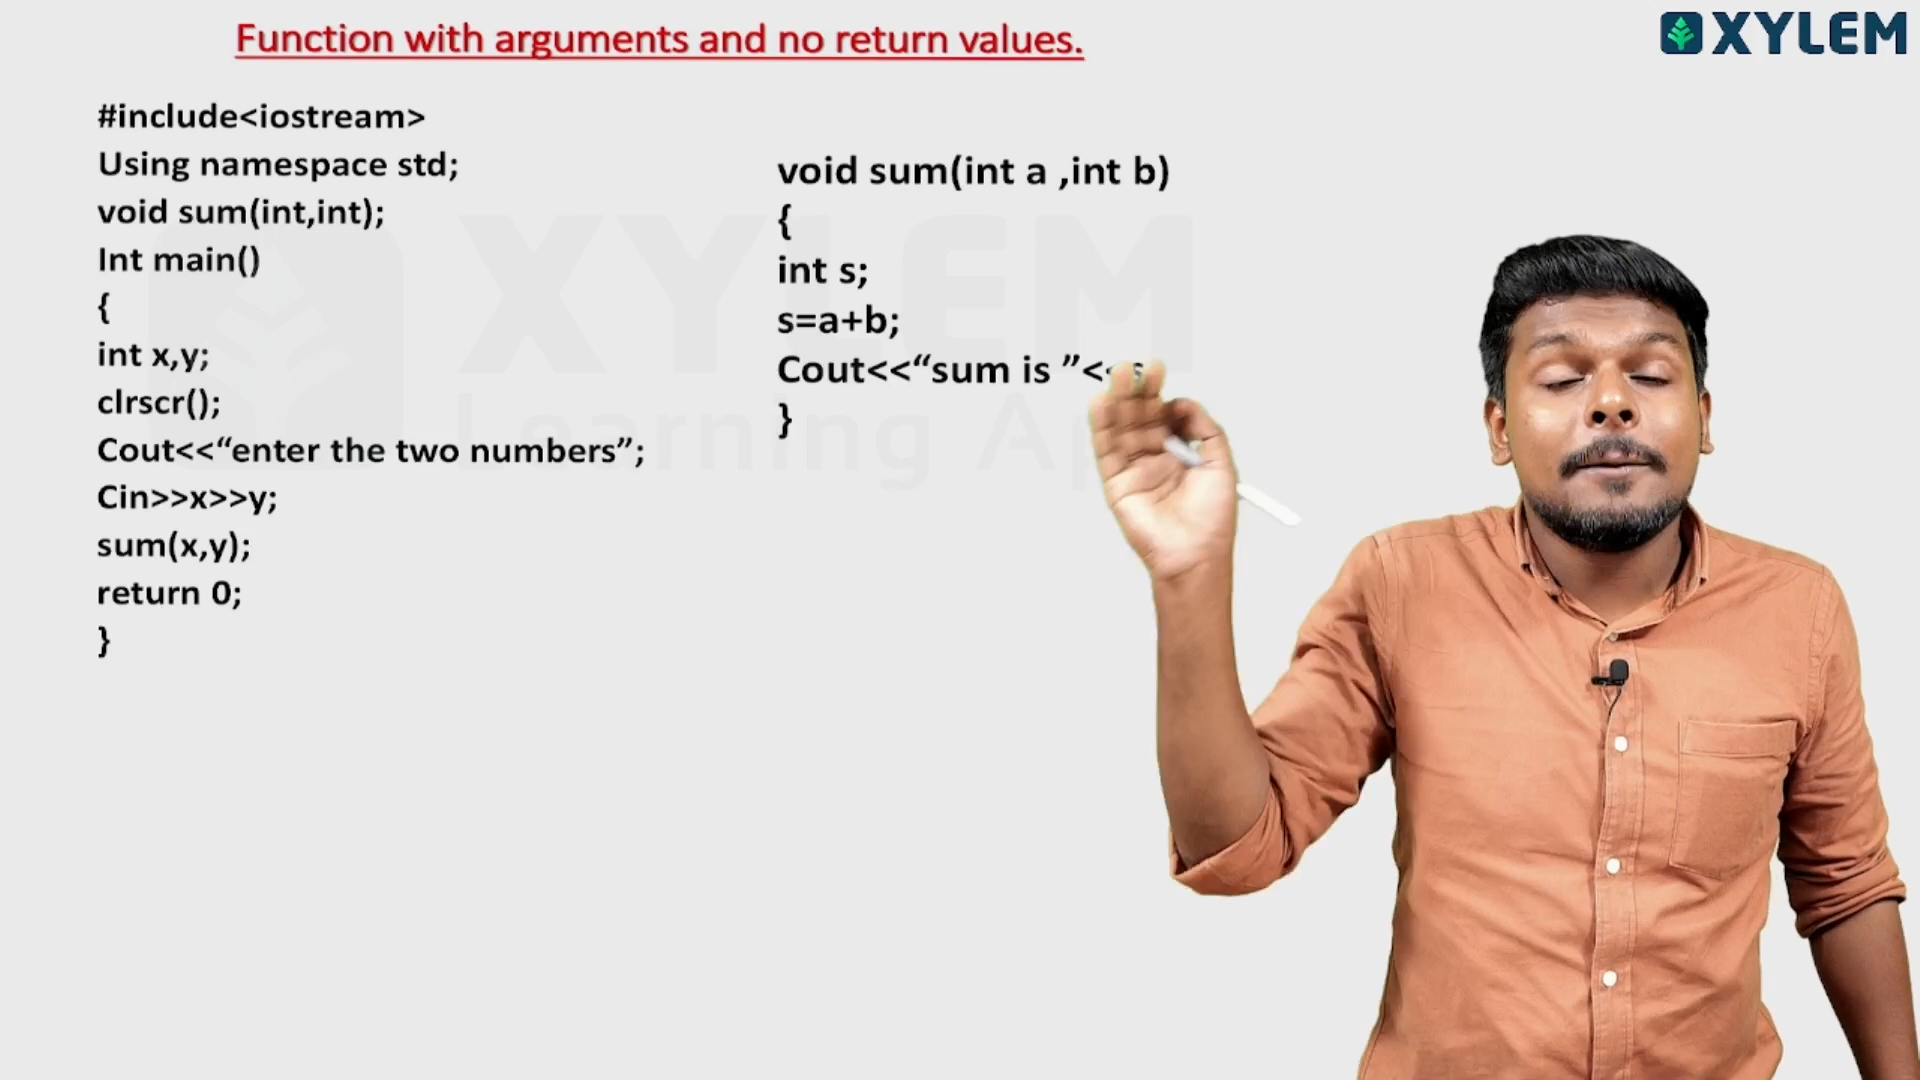 Function with arguments and no return values.
XYLEM
#include<iostream>
Using namespace std;
void sum(int,int);
Int main()
{
int x,y;
clrscr();
Cout<<“enter the two numbers”;
Cin>>x>>y;
sum(x,y);
return 0;
}
void sum(int a ,int b)
{
int s;
s=a+b;
Cout<<“sum is ”<
}
XYLEM
Learning